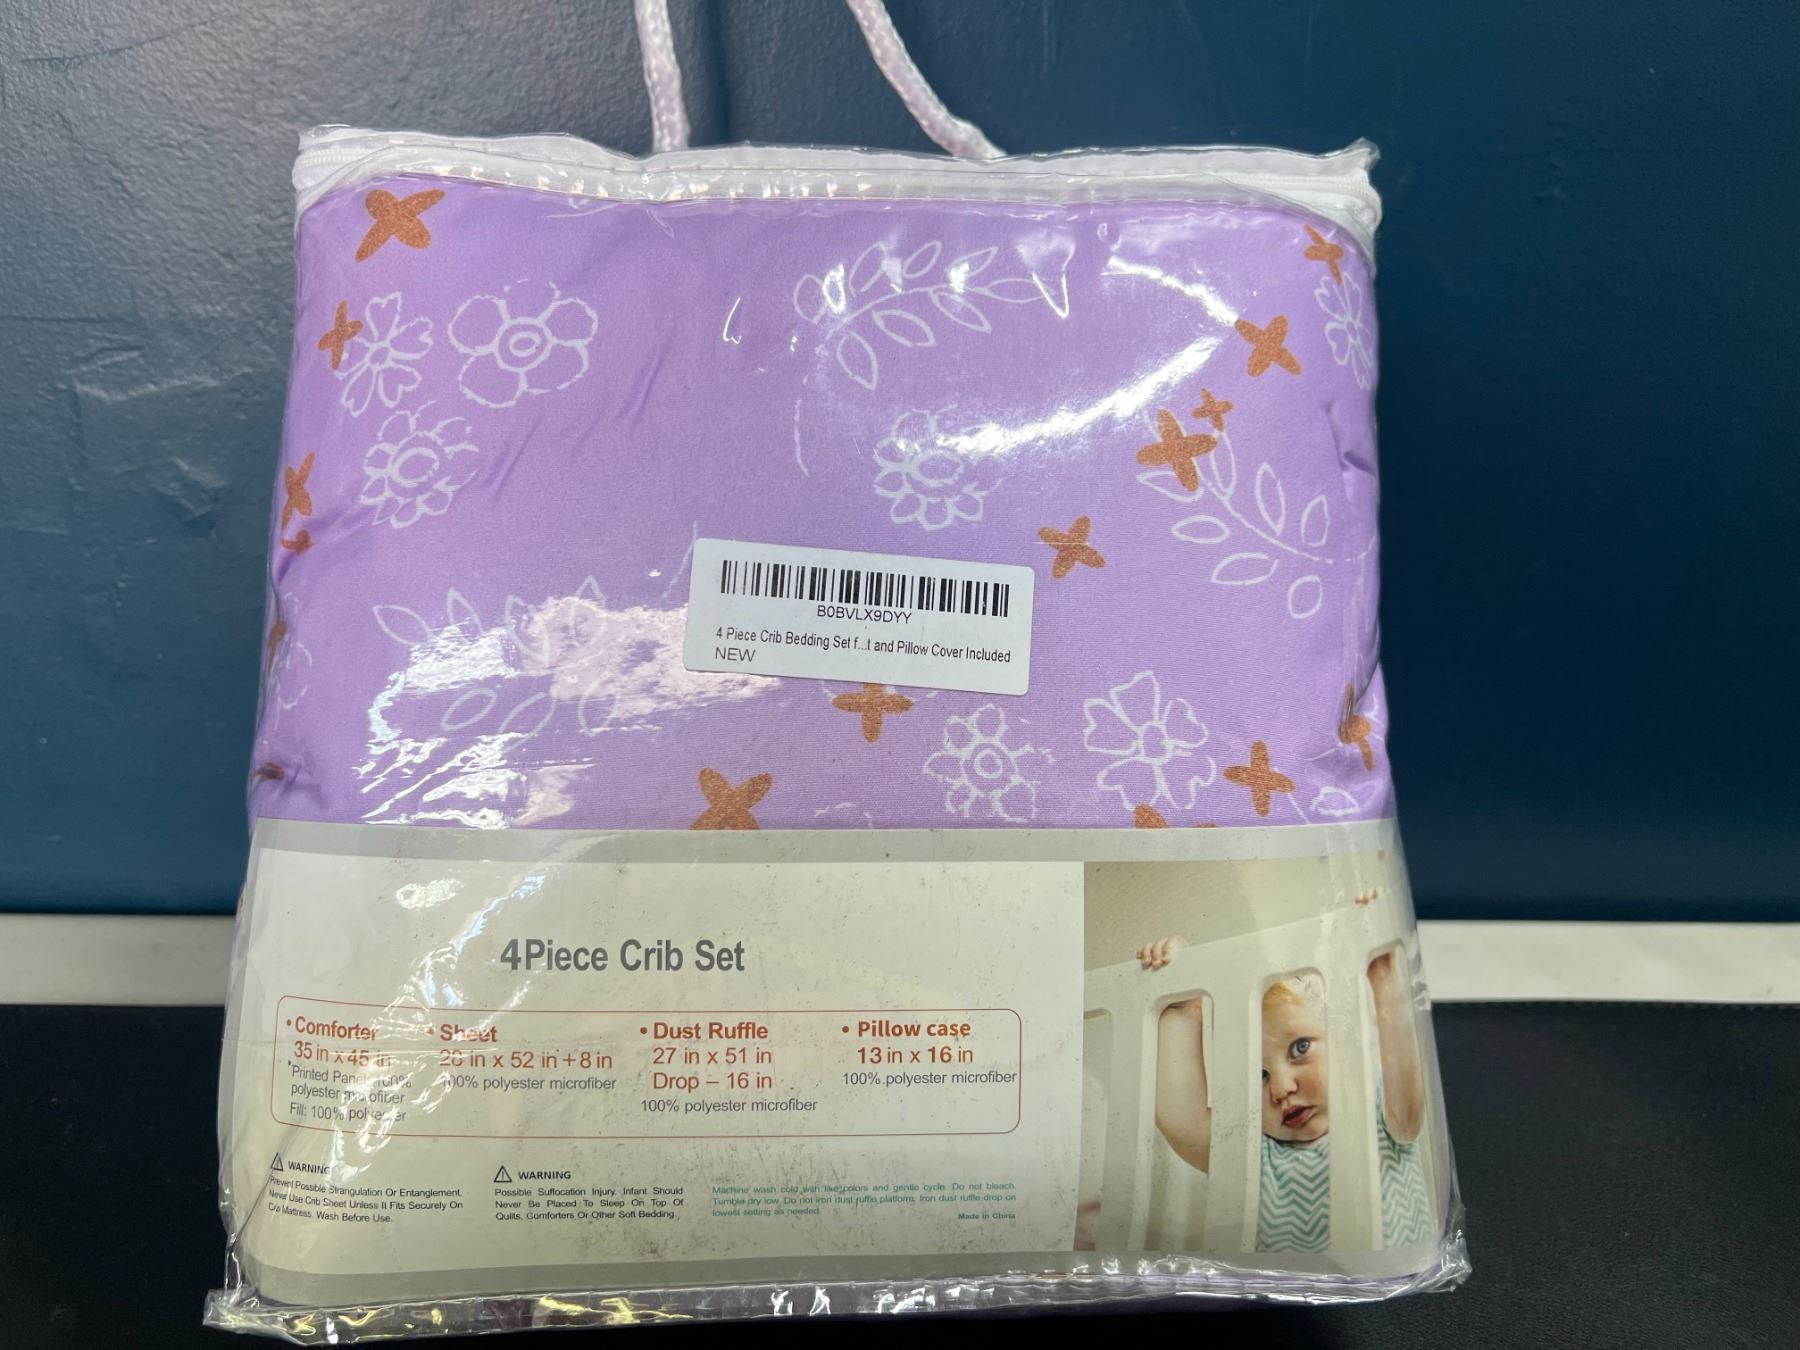 B0BVLX9DYY
4 Piece Crib Bedding Set f...t and Pillow Cover Included
NEW
4Piece Crib Set
• Comforter
35 in x 45 in
Printed Panel 100%
polyester microfiber
Fill: 100% polyester
• Sheet
28 in x 52 in + 8 in
100% polyester microfiber
• Dust Ruffle
27 in x 51 in
Drop – 16 in
100% polyester microfiber
• Pillow case
13 in x 16 in
100% polyester microfiber
WARNING
Prevent Possible Strangulation Or Entanglement.
Never Use Crib Sheet Unless It Fits Securely On
Crib Mattress. Wash Before Use.
WARNING
Possible Suffocation Injury. Infant Should
Never Be Placed To Sleep On Top Of
Quilts, Comforters Or Other Soft Bedding.
Machine wash cold with like colors and gentle cycle. Do not bleach.
Tumble dry low. Do not iron dust ruffle platform. Iron dust ruffle drop on
lowest setting as needed.
Made in China